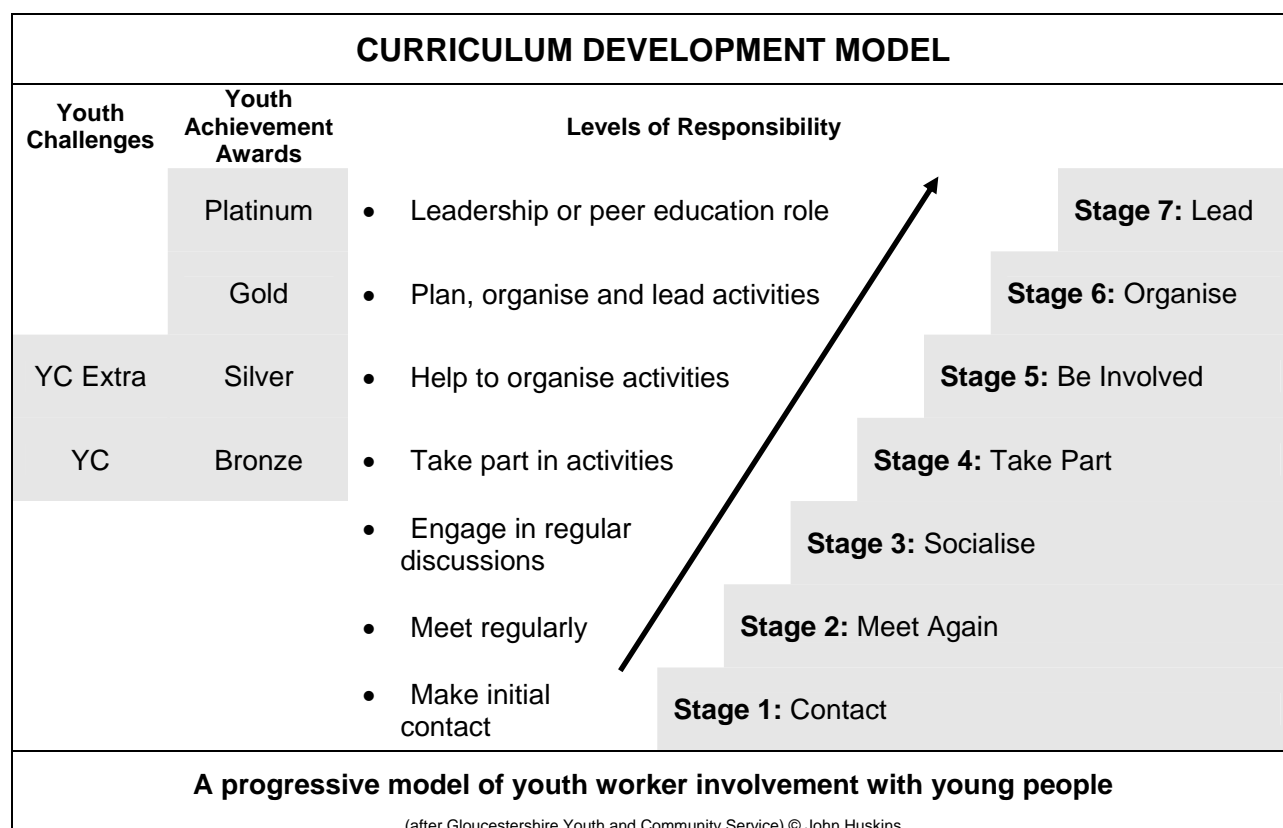 CURRICULUM DEVELOPMENT MODEL
Youth
Challenges
Youth
Achievement
Awards
Levels of Responsibility
Platinum • Leadership or peer education role Stage 7: Lead
Gold • Plan, organise and lead activities Stage 6: Organise
YC Extra Silver • Help to organise activities Stage 5: Be Involved
YC Bronze • Take part in activities Stage 4: Take Part
• Engage in regular
discussions
Stage 3: Socialise
• Meet regularly Stage 2: Meet Again
• Make initial
contact
Stage 1: Contact
A progressive model of youth worker involvement with young people
(after Gloucestershire Youth and Community Service) © John Huskins